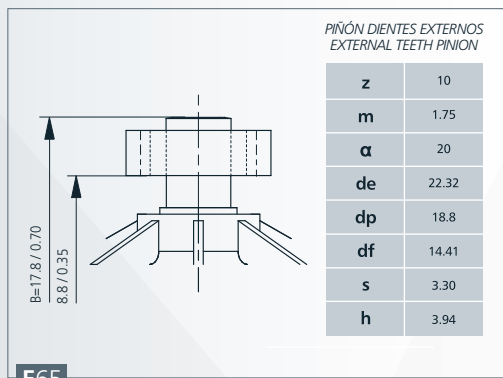 PIÑÓN DIENTES EXTERNOS
EXTERNAL TEETH PINION
z 10
m 1.75
α 20
de 22.32
dp 18.8
df 14.41
s 3.30
h 3.94
B=17.8 / 0.70
8.8 / 0.35
F65